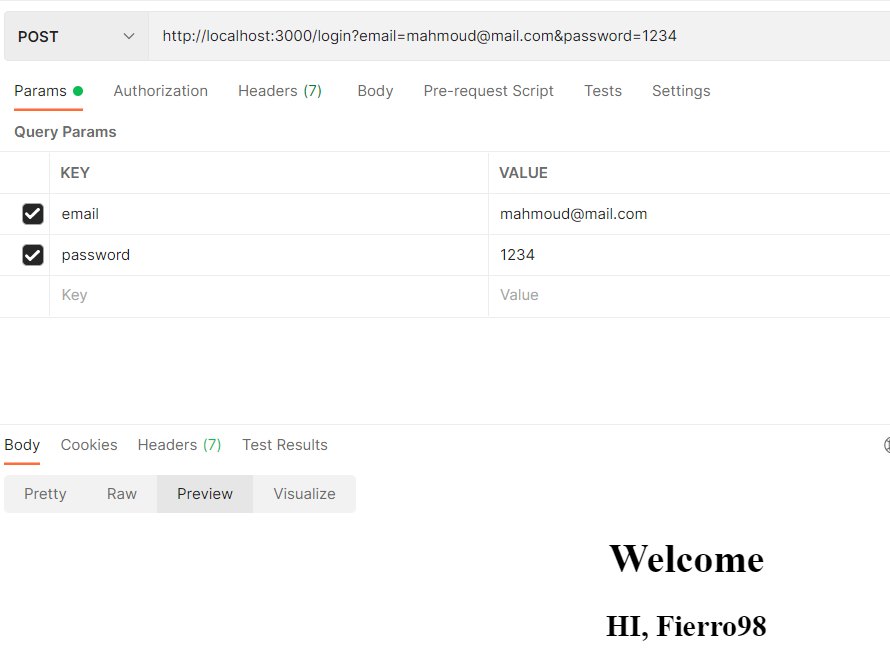 POST http://localhost:3000/login?email=mahmoud@mail.com&password=1234
Params Authorization Headers (7) Body Pre-request Script Tests Settings
Query Params
KEY VALUE
email mahmoud@mail.com
password 1234
Key Value
Body Cookies Headers (7) Test Results
Pretty Raw Preview Visualize
Welcome
HI, Fierro98